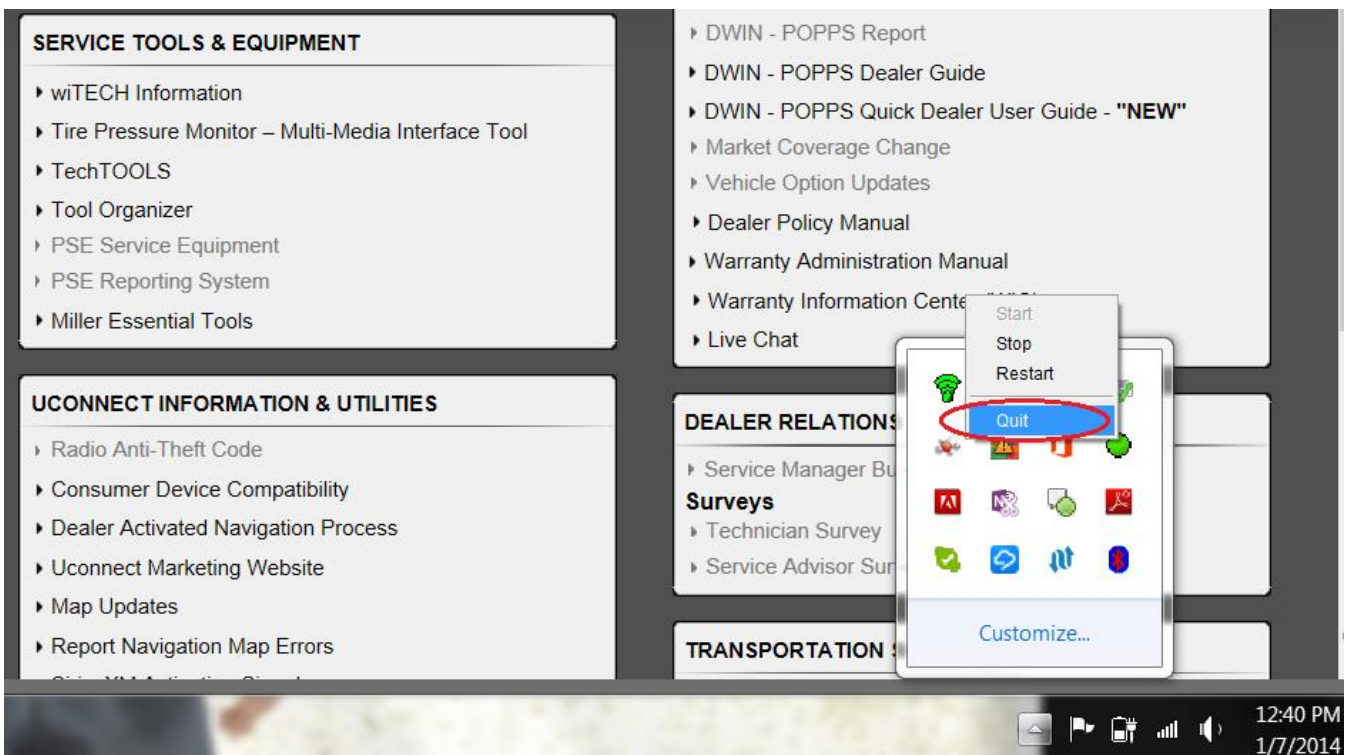 SERVICE TOOLS & EQUIPMENT
wiTECH Information
Tire Pressure Monitor – Multi-Media Interface Tool
TechTOOLS
Tool Organizer
PSE Service Equipment
PSE Reporting System
Miller Essential Tools
UCONNECT INFORMATION & UTILITIES
Radio Anti-Theft Code
Consumer Device Compatibility
Dealer Activated Navigation Process
Uconnect Marketing Website
Map Updates
Report Navigation Map Errors
DWIN - POPPS Report
DWIN - POPPS Dealer Guide
DWIN - POPPS Quick Dealer User Guide - "NEW"
Market Coverage Change
Vehicle Option Updates
Dealer Policy Manual
Warranty Administration Manual
Warranty Information
Live Chat
DEALER RELATIONS
Service Manager
Surveys
Technician Survey
Service Advisor
TRANSPORTATION
Start
Stop
Restart
Quit
Customize...
12:40 PM
1/7/2014